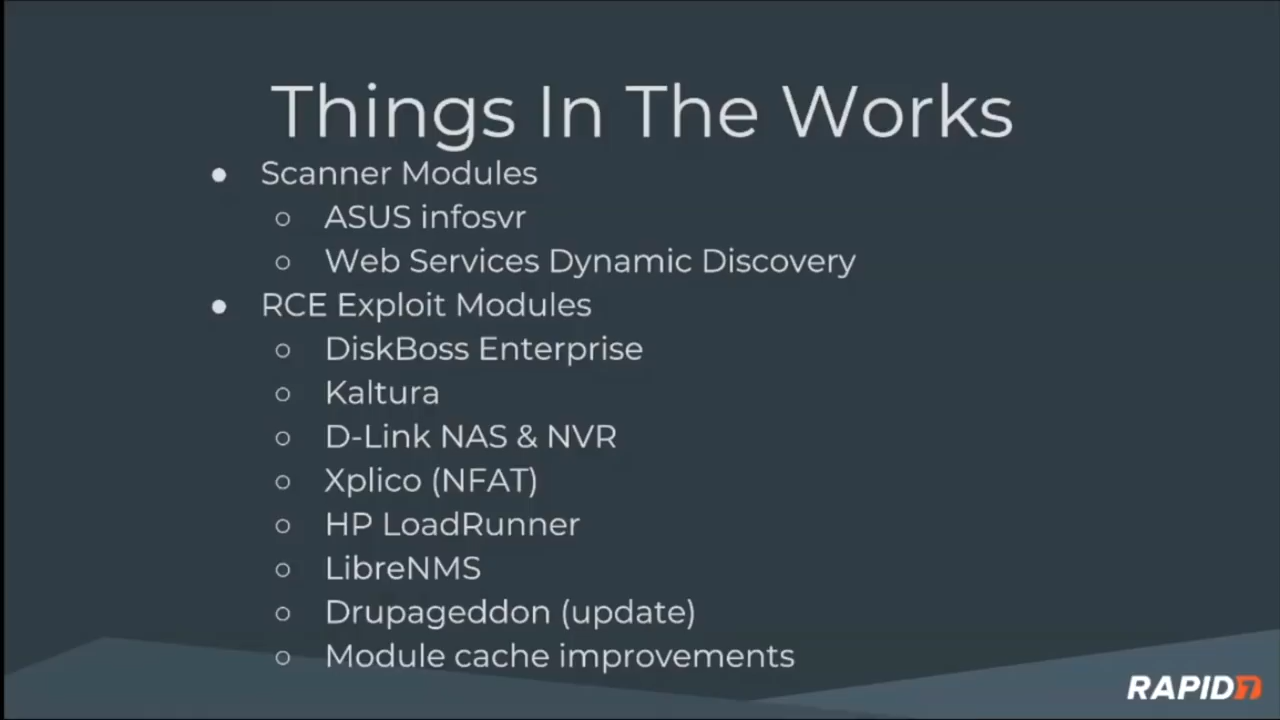 Things In The Works
● Scanner Modules
○ ASUS infosvr
○ Web Services Dynamic Discovery
● RCE Exploit Modules
○ DiskBoss Enterprise
○ Kaltura
○ D-Link NAS & NVR
○ Xplico (NFAT)
○ HP LoadRunner
○ LibreNMS
○ Drupageddon (update)
○ Module cache improvements
RAPID7